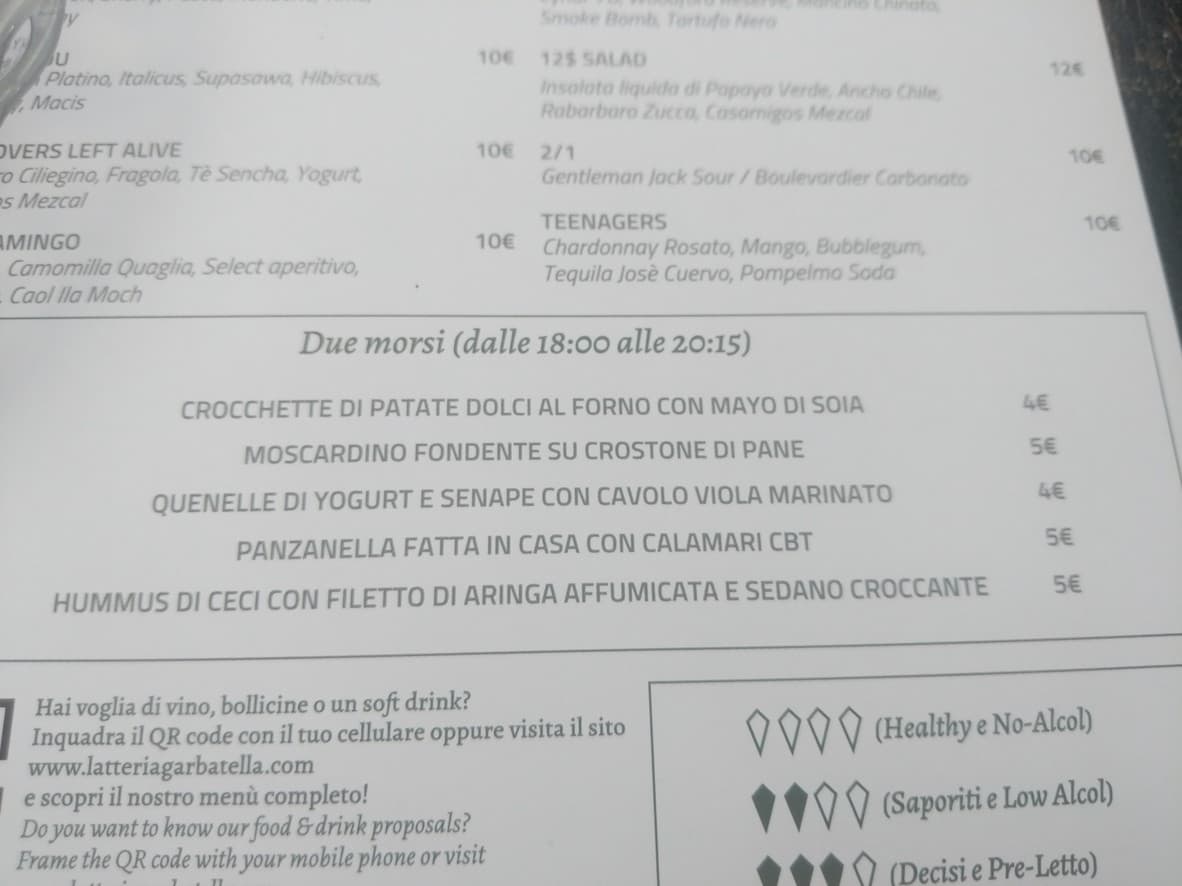 Smoke Bomb, Tartufo Nero
10€
Platino, Italicus, Supasawa, Hibiscus,
Macis
OVERS LEFT ALIVE 10€
o Ciliegino, Fragola, Tè Sencha, Yogurt,
s Mezcal
AMINGO 10€
Camomilla Quaglia, Select aperitivo,
Caol Ila Moch
12$ SALAD 12€
Insalata liquida di Papaya Verde, Ancho Chile,
Rabarbaro Zucca, Casamigos Mezcal
2/1 10€
Gentleman Jack Sour / Boulevardier Carbonato
TEENAGERS 10€
Chardonnay Rosato, Mango, Bubblegum,
Tequila Josè Cuervo, Pompelmo Soda
Due morsi (dalle 18:00 alle 20:15)
CROCCHETTE DI PATATE DOLCI AL FORNO CON MAYO DI SOIA 4€
MOSCARDINO FONDENTE SU CROSTONE DI PANE 5€
QUENELLE DI YOGURT E SENAPE CON CAVOLO VIOLA MARINATO 4€
PANZANELLA FATTA IN CASA CON CALAMARI CBT 5€
HUMMUS DI CECI CON FILETTO DI ARINGA AFFUMICATA E SEDANO CROCCANTE 5€
Hai voglia di vino, bollicine o un soft drink?
Inquadra il QR code con il tuo cellulare oppure visita il sito
www.latteriagarbatella.com
e scopri il nostro menù completo!
Do you want to know our food & drink proposals?
Frame the QR code with your mobile phone or visit
(Healthy e No-Alcol)
(Saporiti e Low Alcol)
(Decisi e Pre-Letto)